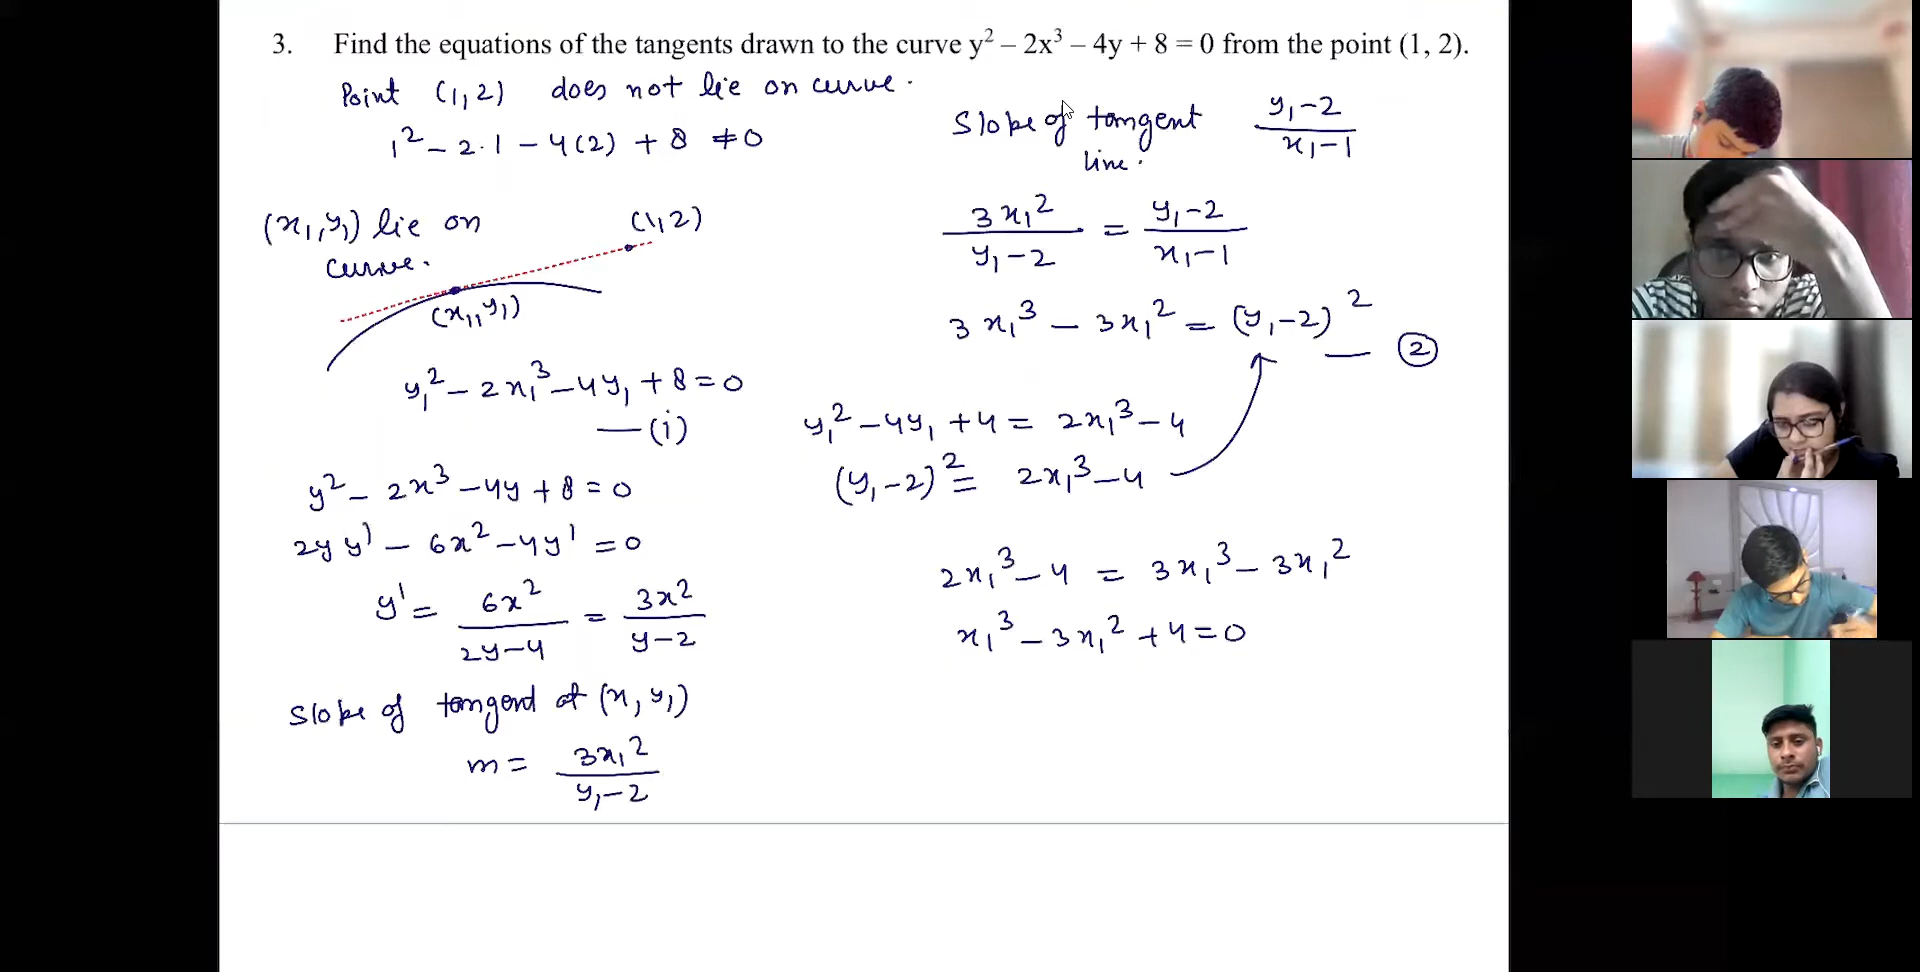 3. Find the equations of the tangents drawn to the curve y² – 2x³ – 4y + 8 = 0 from the point (1, 2).
Point (1,2) does not lie on curve.
1² – 2·1 – 4(2) + 8 ≠ 0
(x₁,y₁) lie on
curve.
(1,2)
(x₁,y₁)
y₁² – 2x₁³ – 4y₁ + 8 = 0
— (i)
y² – 2x³ – 4y + 8 = 0
2y y' – 6x² – 4y' = 0
y' = 6x² / 2y–4 = 3x² / y–2
Slope of tangent at (x, y₁)
m = 3x₁² / y₁–2
Slope of tangent line. y₁–2 / x₁–1
3x₁² / y₁–2 = y₁–2 / x₁–1
3x₁³ – 3x₁² = (y₁–2)² — ②
y₁² – 4y₁ + 4 = 2x₁³ – 4
(y₁–2)² = 2x₁³ – 4
2x₁³ – 4 = 3x₁³ – 3x₁²
x₁³ – 3x₁² + 4 = 0